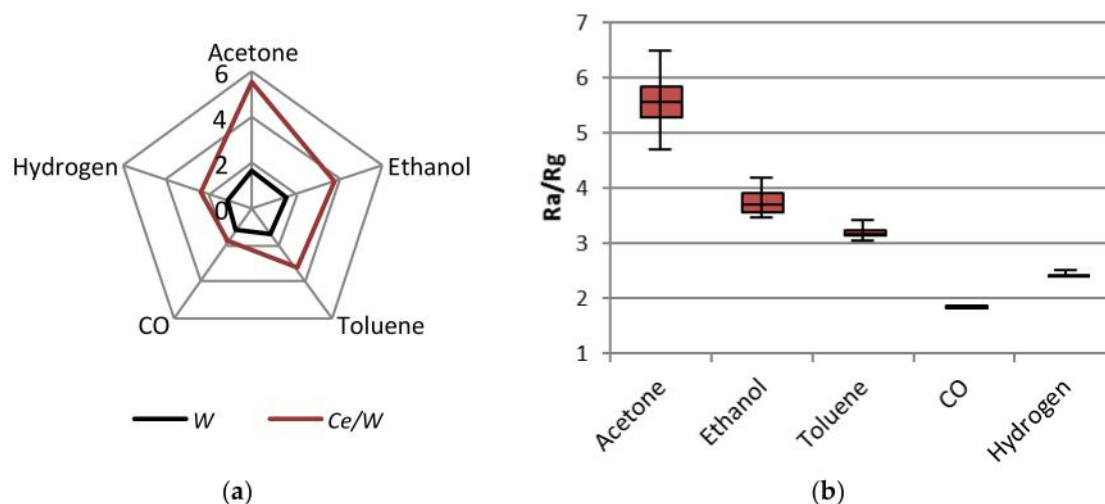 Acetone
6
4
2
0
Hydrogen
Ethanol
CO
Toluene
W
Ce/W
(a)
7
6
5
4
3
2
1
Ra/Rg
Acetone
Ethanol
Toluene
CO
Hydrogen
(b)